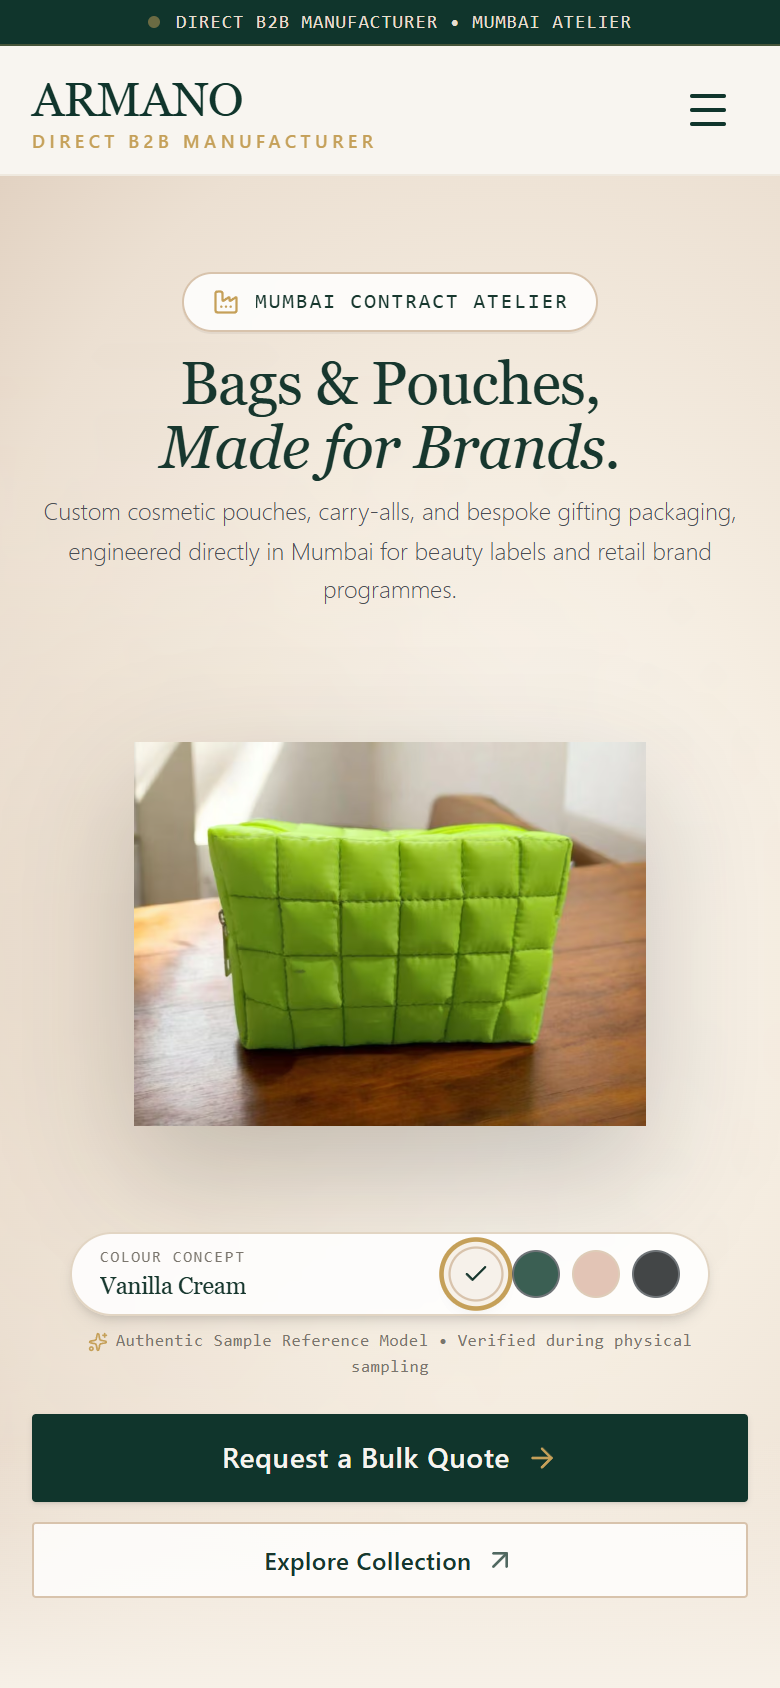 DIRECT B2B MANUFACTURER • MUMBAI ATELIER
ARMANO
DIRECT B2B MANUFACTURER
MUMBAI CONTRACT ATELIER
Bags & Pouches,
Made for Brands.
Custom cosmetic pouches, carry-alls, and bespoke gifting packaging,
engineered directly in Mumbai for beauty labels and retail brand
programmes.
COLOUR CONCEPT
Vanilla Cream
Authentic Sample Reference Model • Verified during physical
sampling
Request a Bulk Quote
Explore Collection